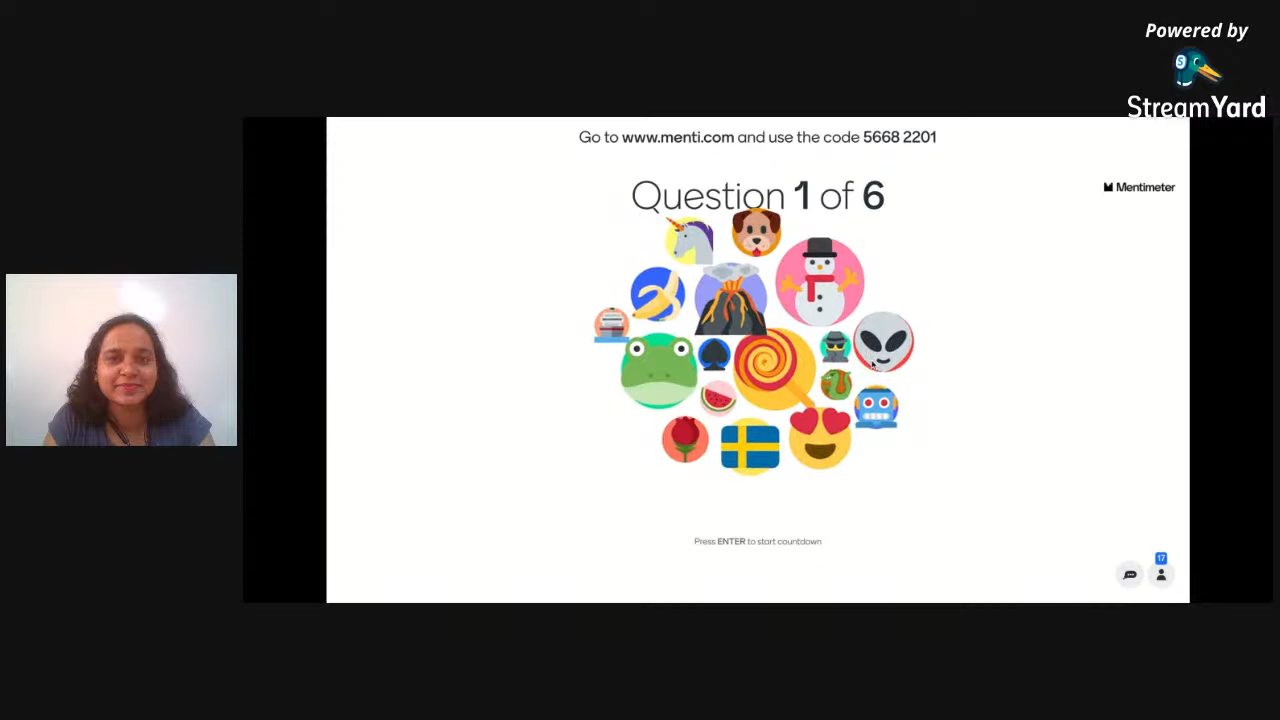 Powered by
StreamYard
Go to www.menti.com and use the code 5668 2201
Mentimeter
Question 1 of 6
Press ENTER to start countdown
17